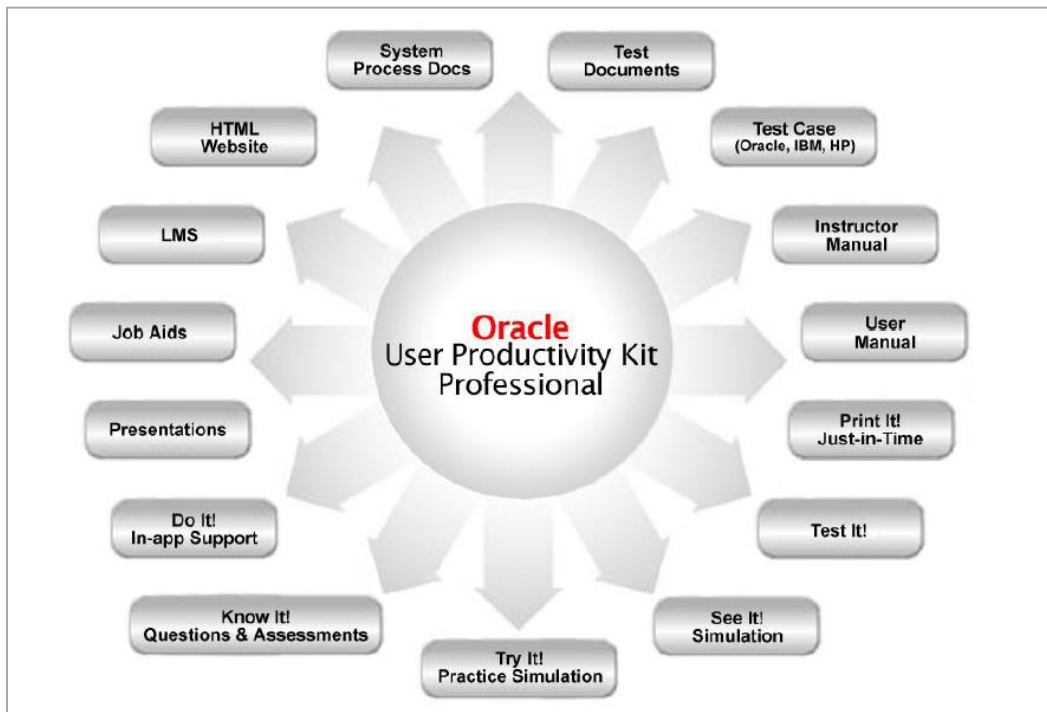 System
Process Docs
Test
Documents
HTML
Website
Test Case
(Oracle, IBM, HP)
LMS
Instructor
Manual
Job Aids
Oracle
User Productivity Kit
Professional
User
Manual
Presentations
Print It!
Just-in-Time
Do It!
In-app Support
Test It!
Know It!
Questions & Assessments
See It!
Simulation
Try It!
Practice Simulation